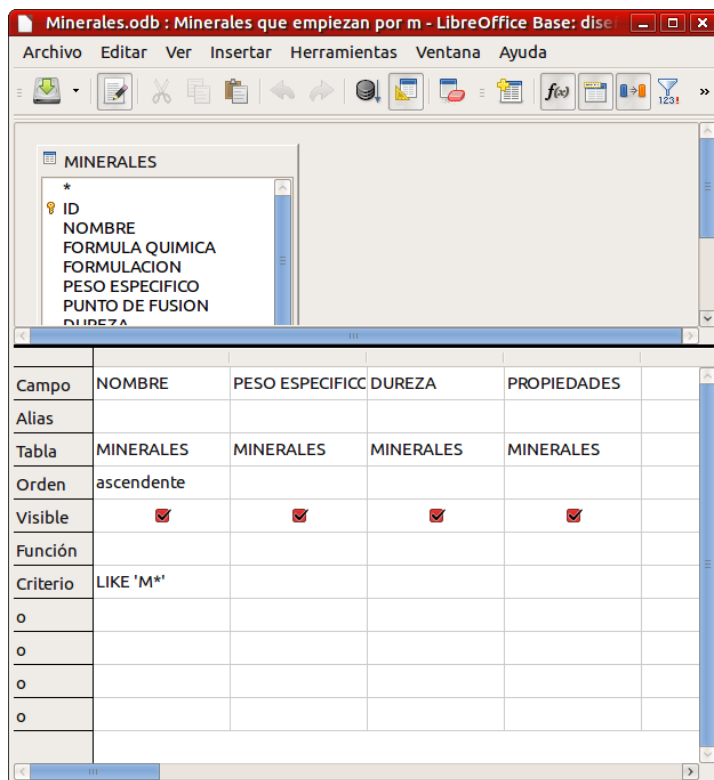 Minerales.odb : Minerales que empiezan por m - LibreOffice Base: dise
Archivo Editar Ver Insertar Herramientas Ventana Ayuda
f(x) 123! »
MINERALES
*
ID
NOMBRE
FORMULA QUIMICA
FORMULACION
PESO ESPECIFICO
PUNTO DE FUSION
DUREZA
Campo NOMBRE PESO ESPECIFICO DUREZA PROPIEDADES
Alias
Tabla MINERALES MINERALES MINERALES MINERALES
Orden ascendente
Visible
Función
Criterio LIKE 'M*'
o
o
o
o